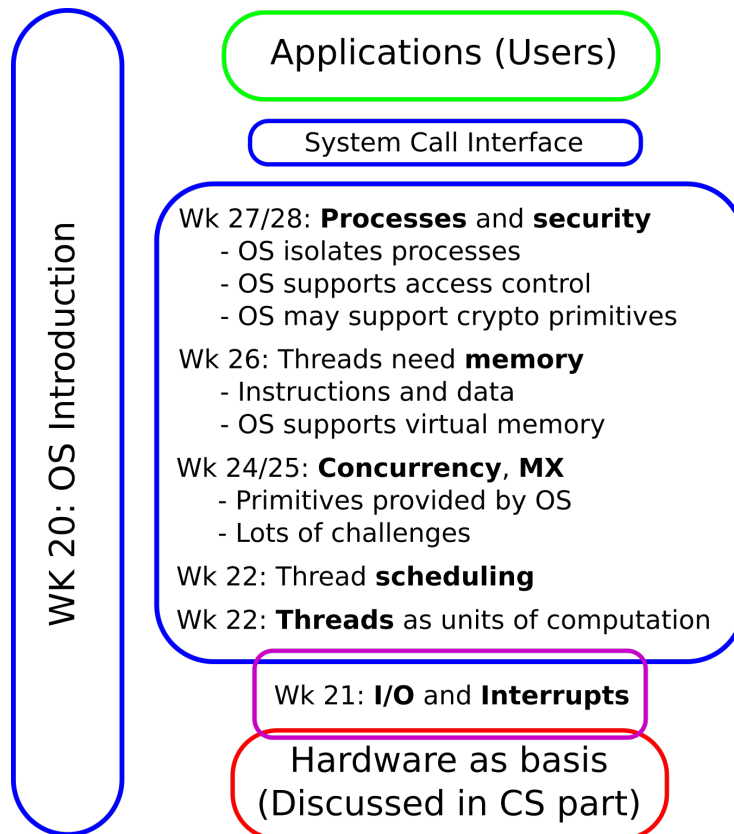 WK 20: OS Introduction
Applications (Users)
System Call Interface
Wk 27/28: Processes and security
- OS isolates processes
- OS supports access control
- OS may support crypto primitives
Wk 26: Threads need memory
- Instructions and data
- OS supports virtual memory
Wk 24/25: Concurrency, MX
- Primitives provided by OS
- Lots of challenges
Wk 22: Thread scheduling
Wk 22: Threads as units of computation
Wk 21: I/O and Interrupts
Hardware as basis
(Discussed in CS part)